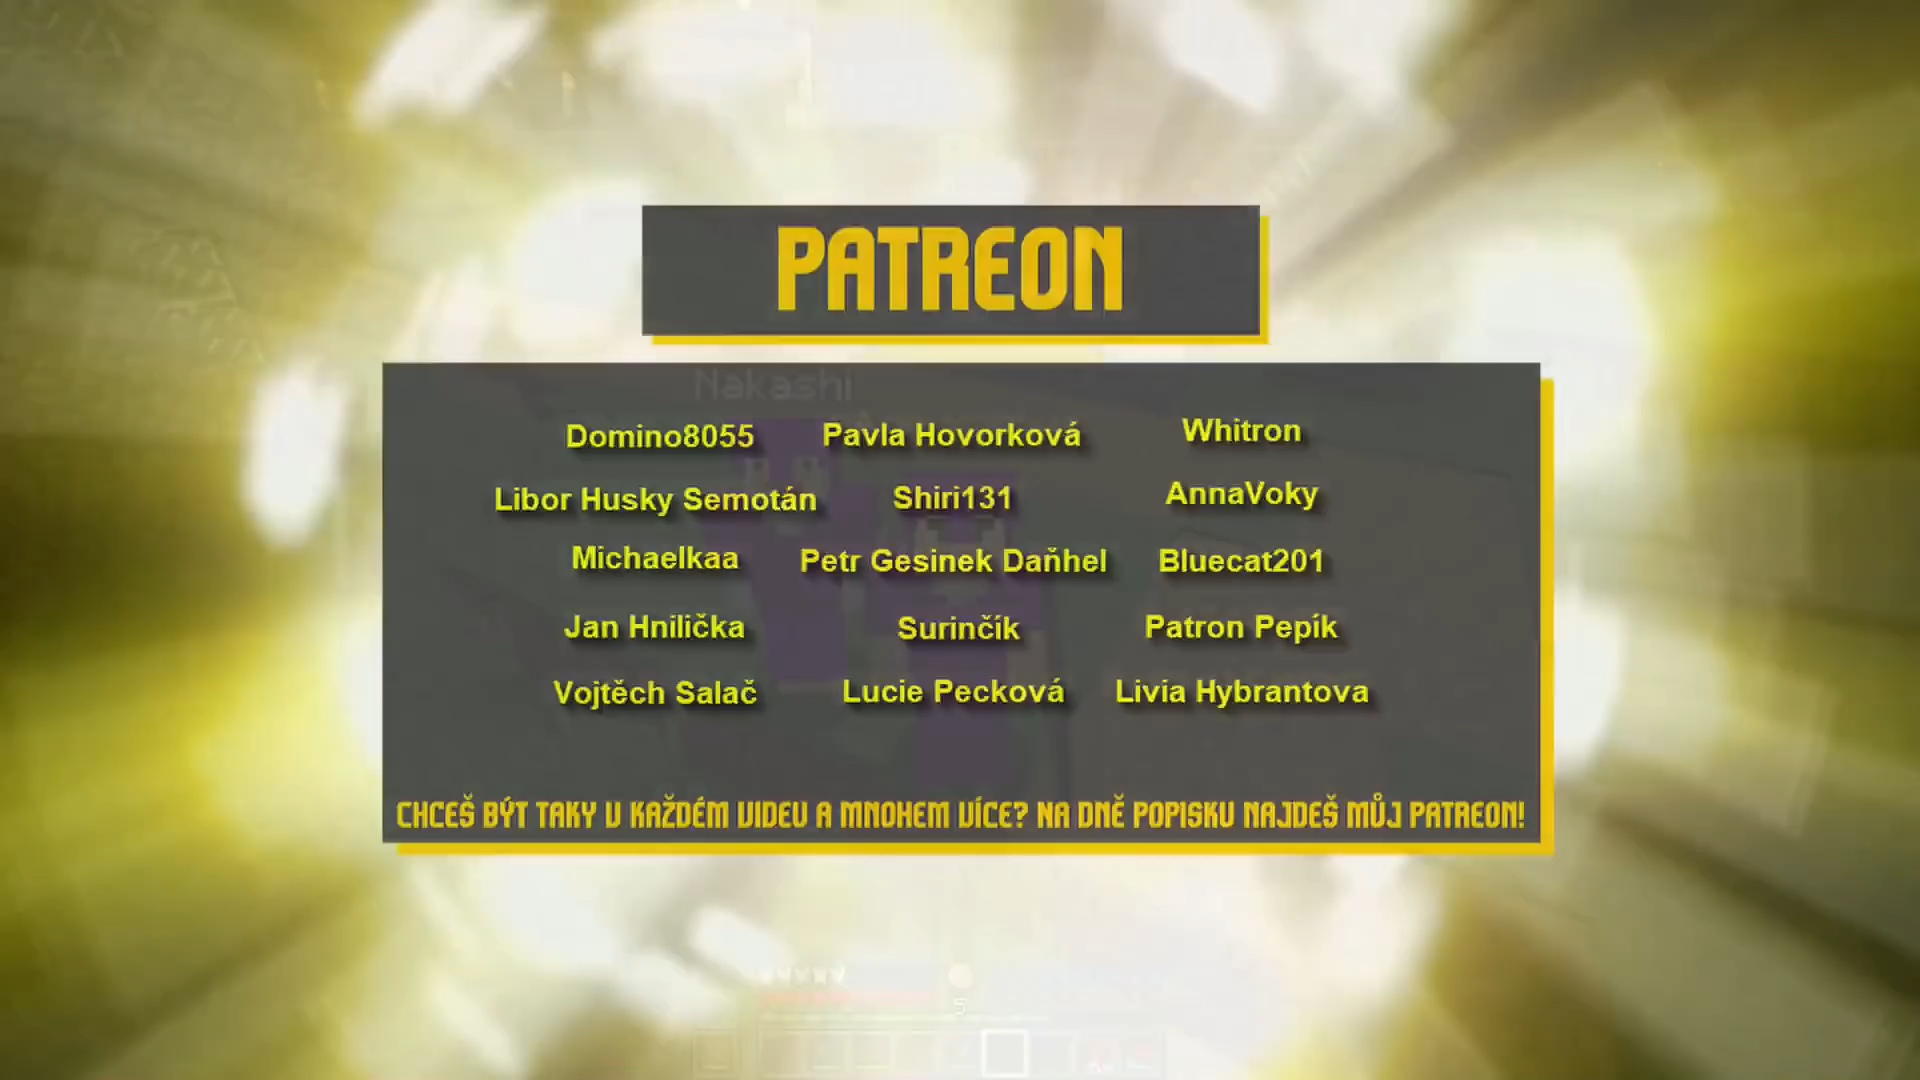 PATREON
Nakashi
Domino8055 Pavla Hovorková Whitron
Libor Husky Semotán Shiri131 AnnaVoky
Michaelkaa Petr Gesinek Daňhel Bluecat201
Jan Hnilička Surinčík Patron Pepík
Vojtěch Salač Lucie Pecková Livia Hybrantova
CHCEŠ BÝT TAKY V KAŽDÉM VIDEU A MNOHEM VÍCE? NA DNĚ POPISKU NAJDEŠ MŮJ PATREON!
5